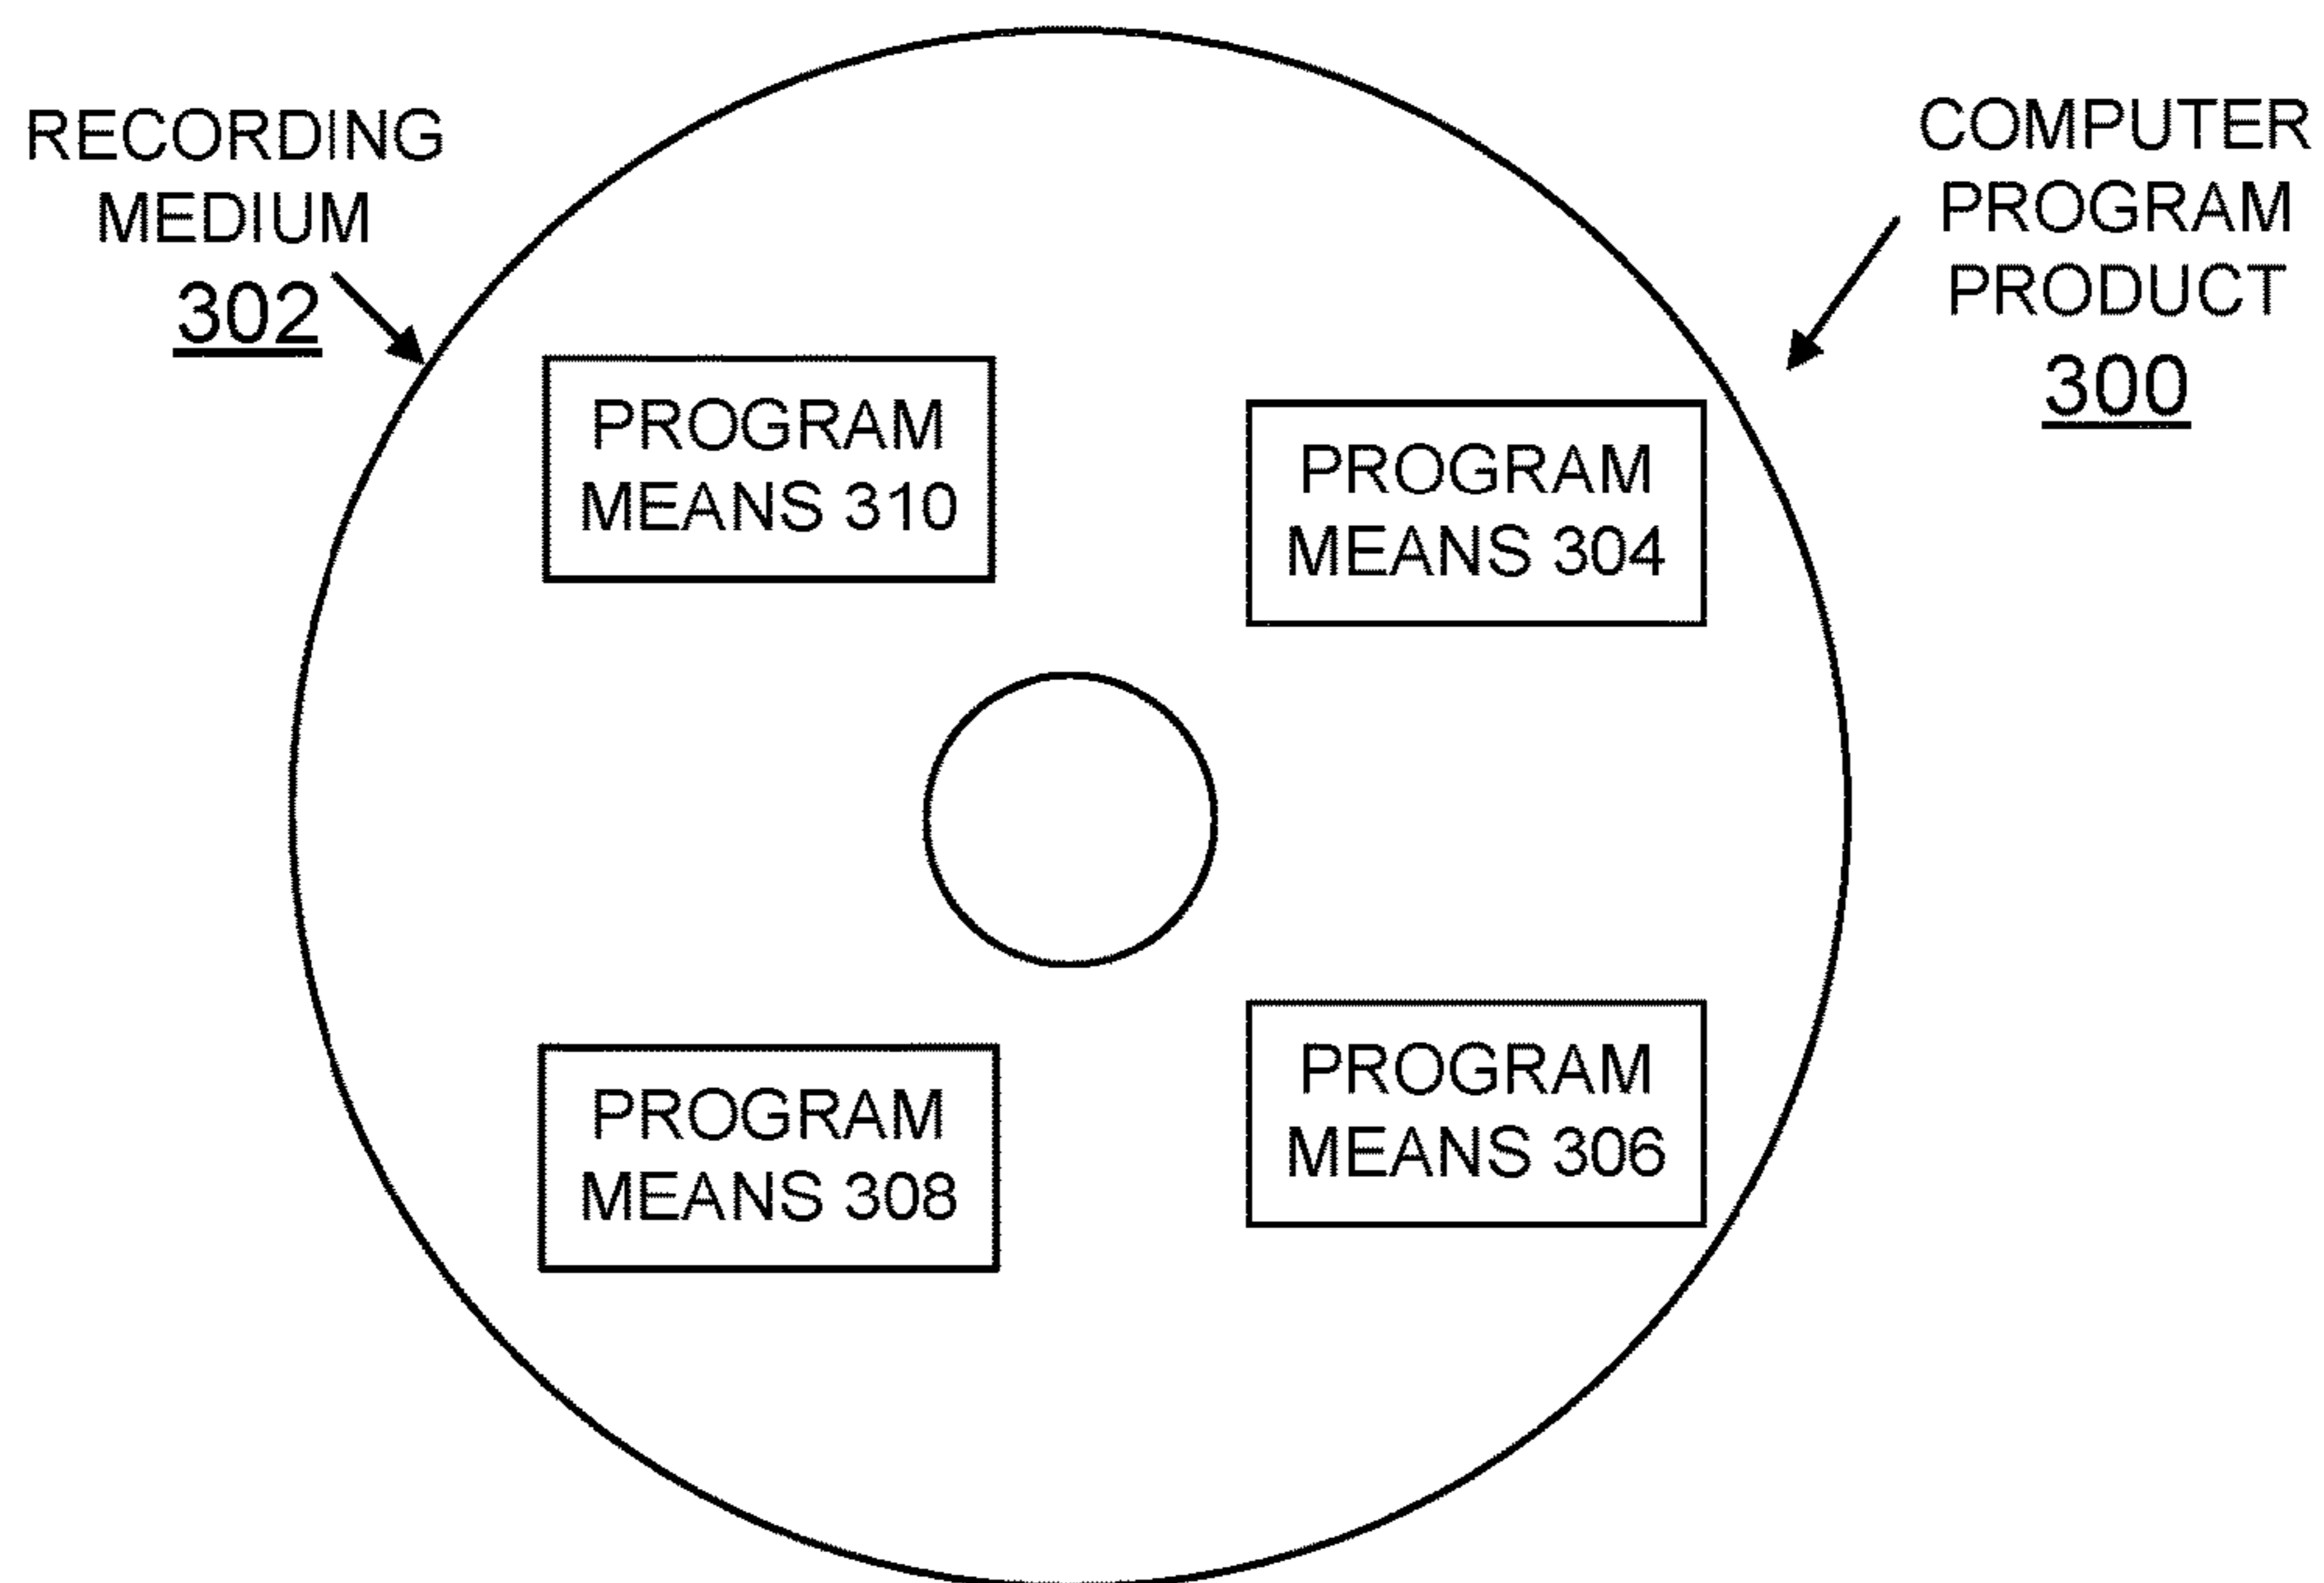 RECORDING
MEDIUM
302
COMPUTER
PROGRAM
PRODUCT
300
PROGRAM
MEANS 310
PROGRAM
MEANS 304
PROGRAM
MEANS 308
PROGRAM
MEANS 306